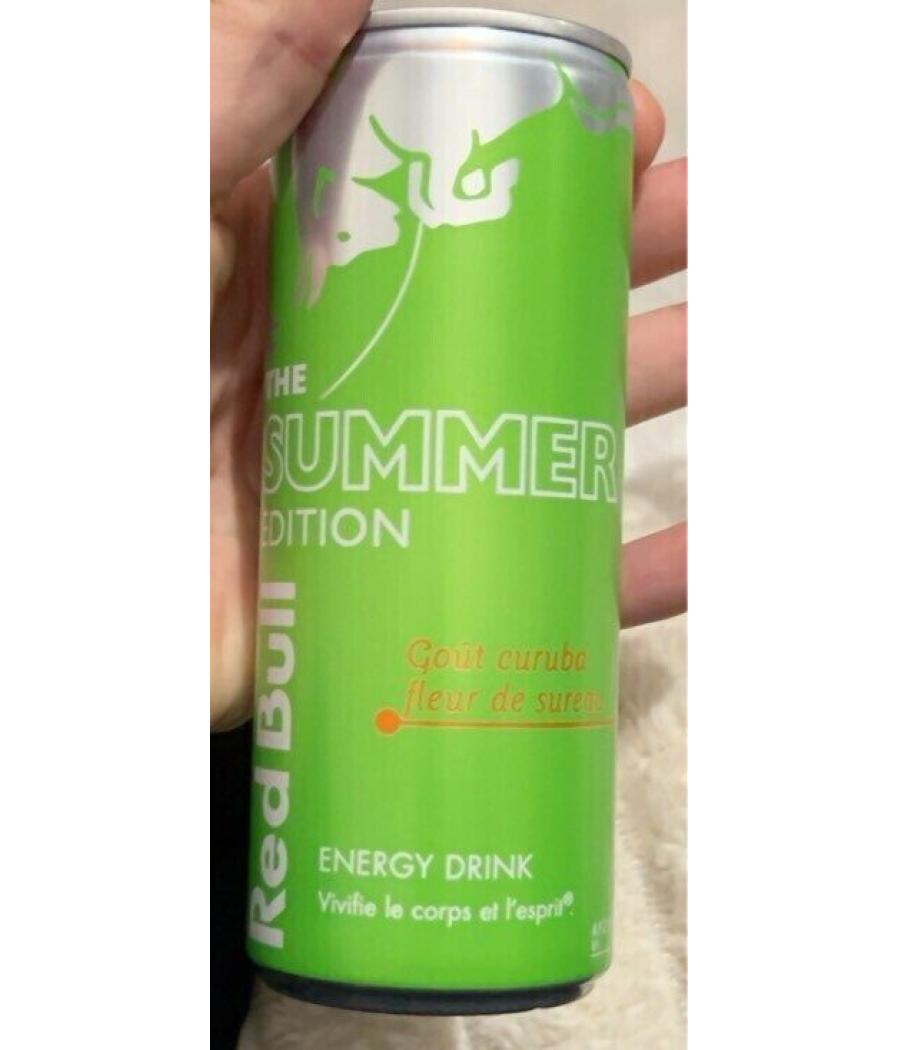 THE
SUMMER
EDITION
Red Bull
Goût curuba
fleur de sureau
ENERGY DRINK
Vivifie le corps et l'esprit®.